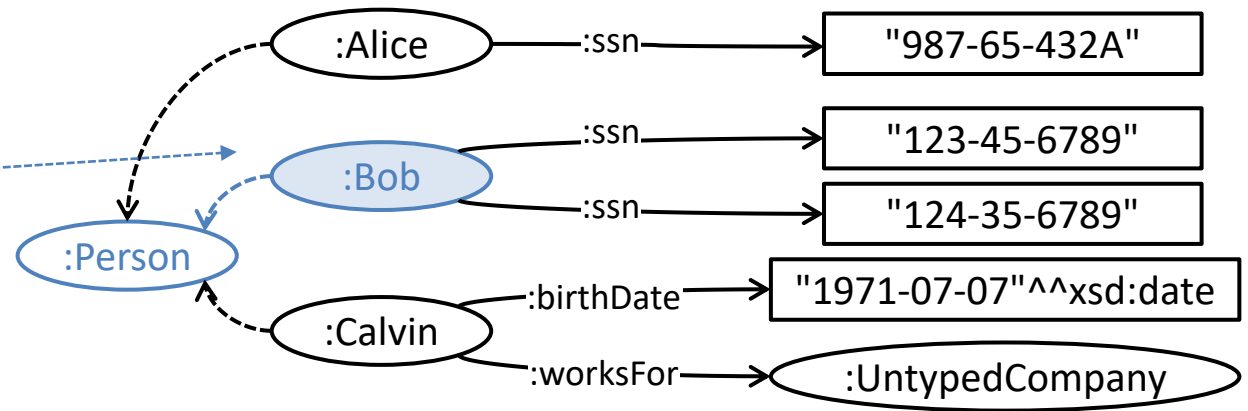 :Alice
:ssn
"987-65-432A"
:Bob
:ssn
"123-45-6789"
:ssn
"124-35-6789"
:Person
:Calvin
:birthDate
"1971-07-07"^^xsd:date
:worksFor
:UntypedCompany